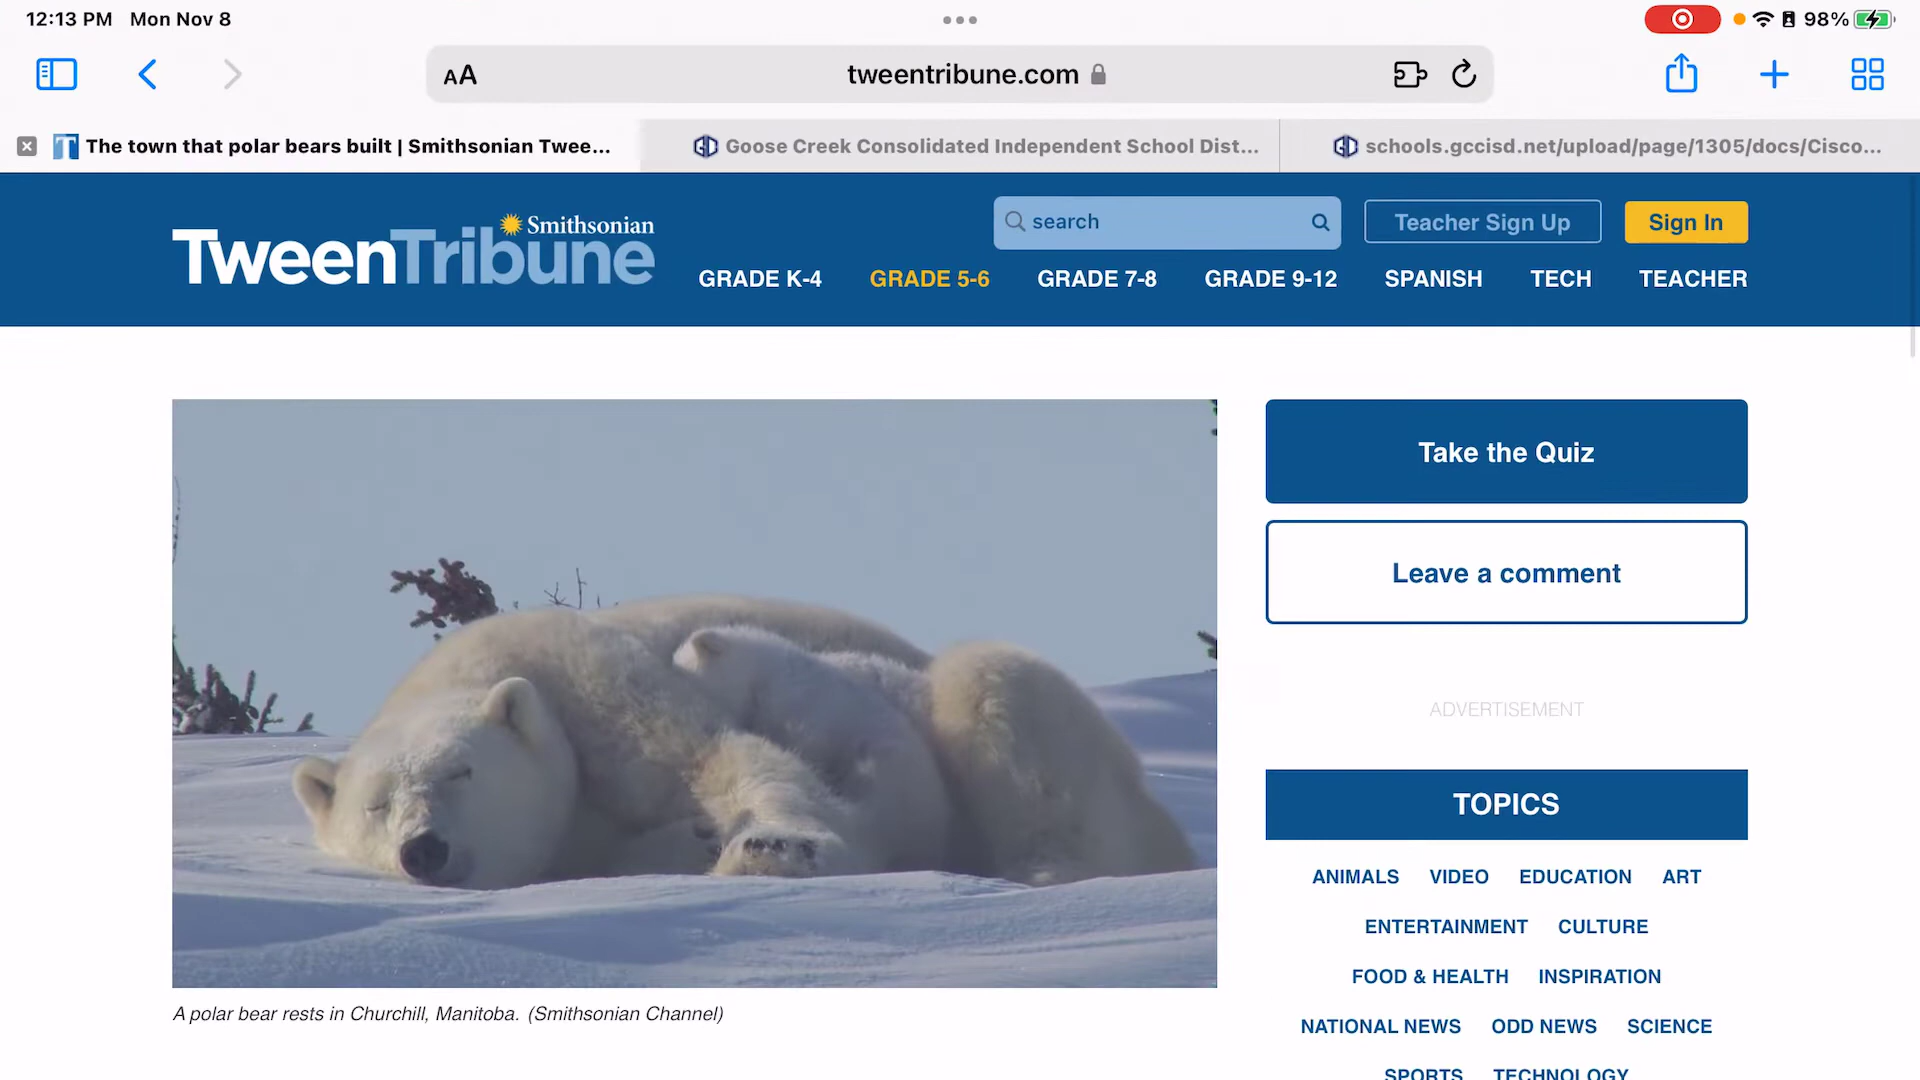 12:13 PM Mon Nov 8
98%
AA
tweentribune.com
The town that polar bears built | Smithsonian Twee...
Goose Creek Consolidated Independent School Dist...
schools.gccisd.net/upload/page/1305/docs/Cisco...
Smithsonian
TweenTribune
search
Teacher Sign Up
Sign In
GRADE K-4
GRADE 5-6
GRADE 7-8
GRADE 9-12
SPANISH
TECH
TEACHER
Take the Quiz
Leave a comment
ADVERTISEMENT
TOPICS
ANIMALS VIDEO EDUCATION ART
ENTERTAINMENT CULTURE
FOOD & HEALTH INSPIRATION
NATIONAL NEWS ODD NEWS SCIENCE
SPORTS TECHNOLOGY
A polar bear rests in Churchill, Manitoba. (Smithsonian Channel)